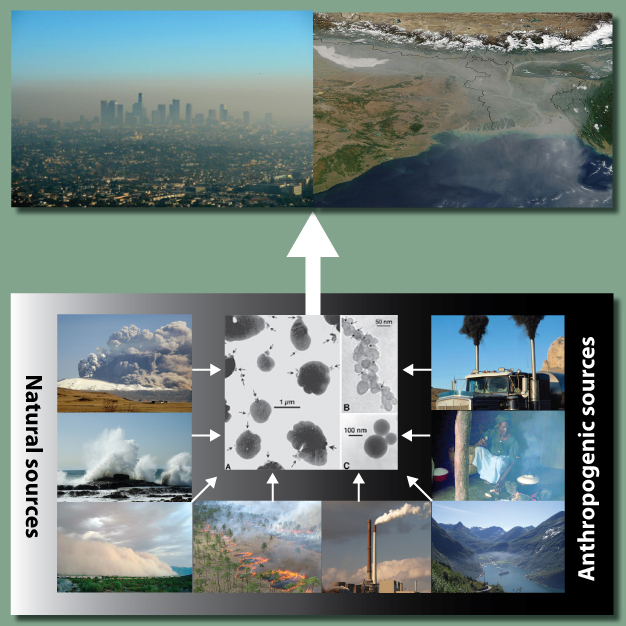 Natural sources
1 µm
A
50 nm
B
100 nm
C
Anthropogenic sources